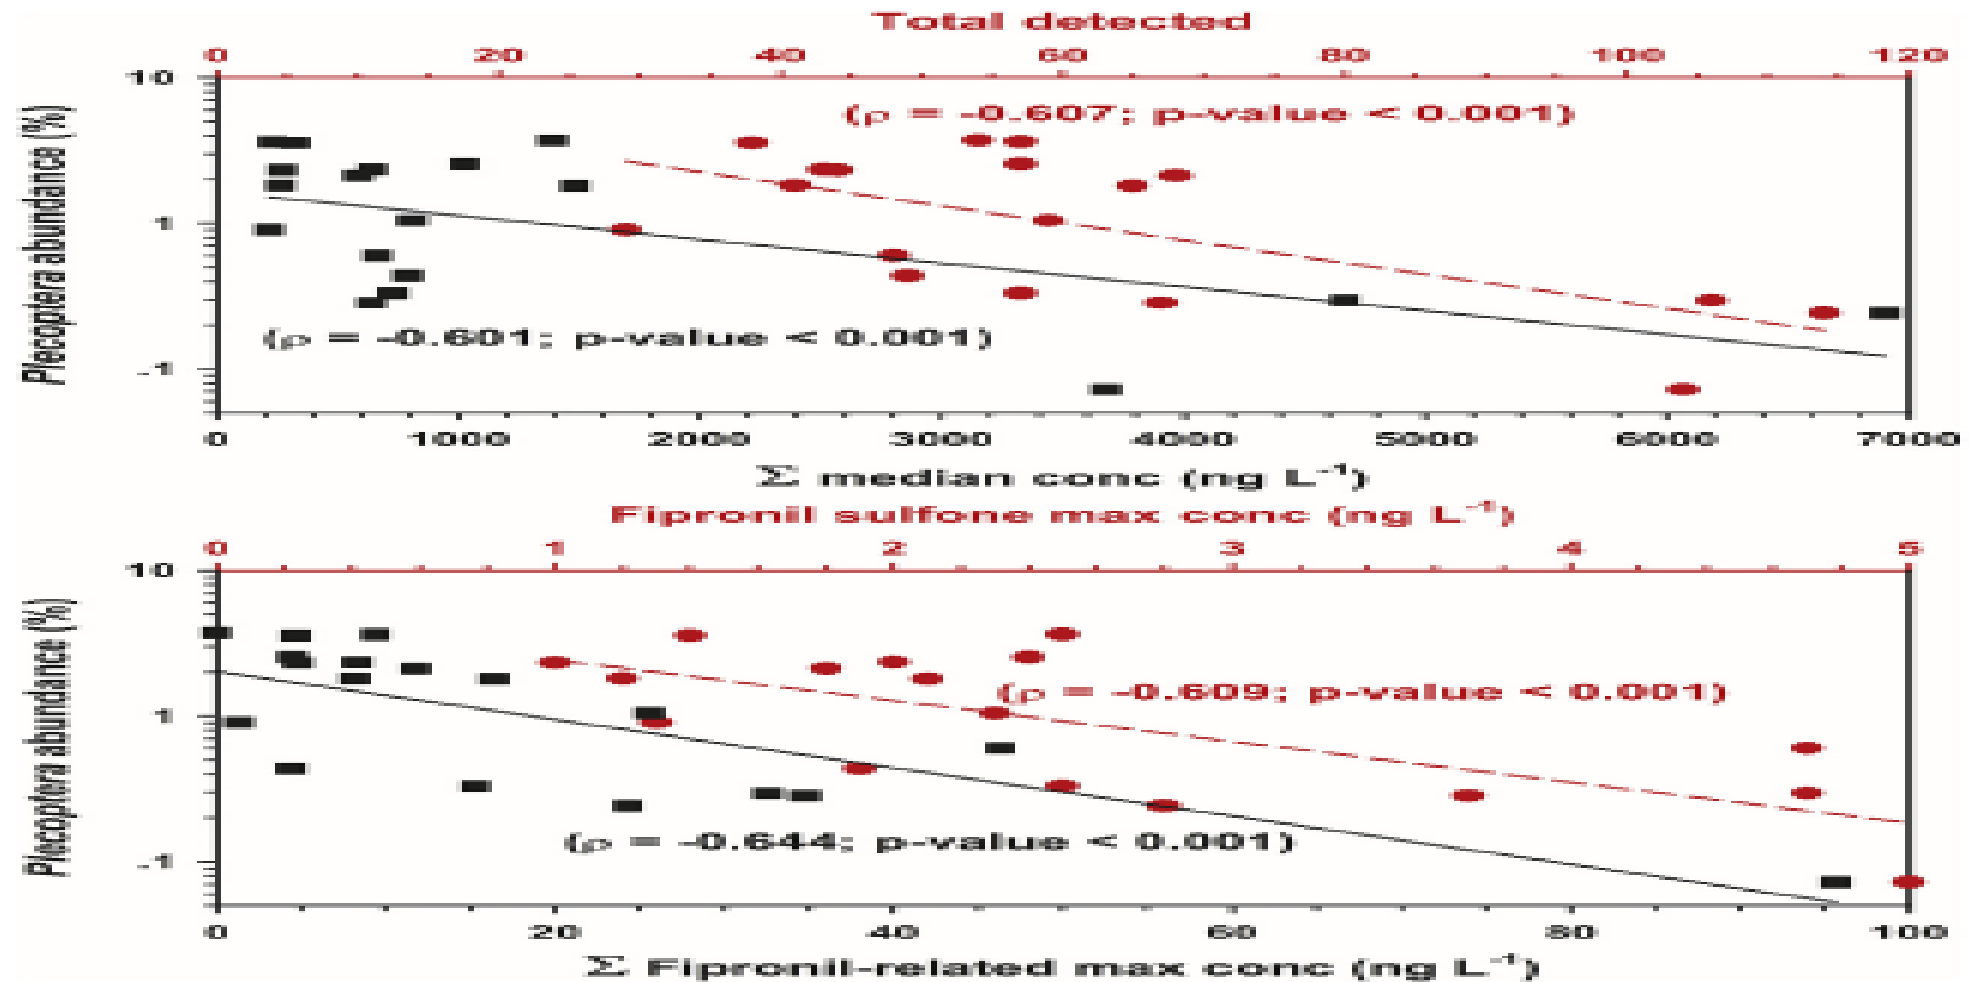 Total detected
0 20 40 60 80 100 120
10
(ρ = -0.607; p-value < 0.001)
Plecoptera abundance (%)
1
(ρ = -0.601; p-value < 0.001)
.1
0 1000 2000 3000 4000 5000 6000 7000
Σ median conc (ng L⁻¹)
Fipronil sulfone max conc (ng L⁻¹)
0 1 2 3 4 5
10
Plecoptera abundance (%)
(ρ = -0.609; p-value < 0.001)
1
(ρ = -0.644; p-value < 0.001)
.1
0 20 40 60 80 100
Σ Fipronil-related max conc (ng L⁻¹)